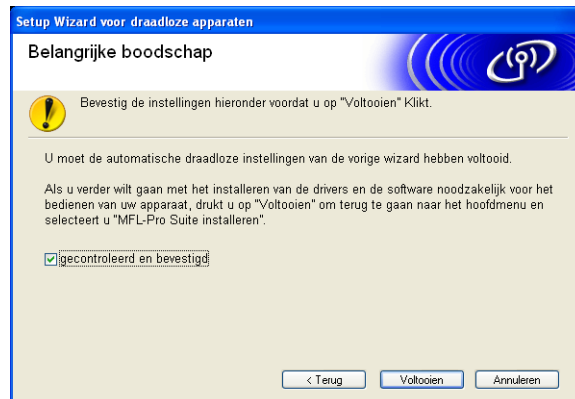 Setup Wizard voor draadloze apparaten
Belangrijke boodschap
Bevestig de instellingen hieronder voordat u op "Voltooien" Klikt.
U moet de automatische draadloze instellingen van de vorige wizard hebben voltooid.
Als u verder wilt gaan met het installeren van de drivers en de software noodzakelijk voor het
bedienen van uw apparaat, drukt u op "Voltooien" om terug te gaan naar het hoofdmenu en
selecteert u "MFL-Pro Suite installeren".
gecontroleerd en bevestigd
< Terug
Voltooien
Annuleren